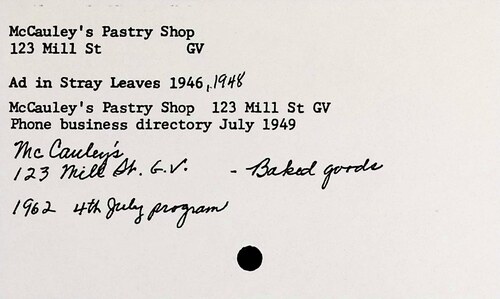 McCauley's Pastry Shop
123 Mill St GV
Ad in Stray Leaves 1946, 1948
McCauley's Pastry Shop 123 Mill St GV
Phone business directory July 1949
McCauley's
123 Mill St. G.V. - Baked goods
1962 4th July program